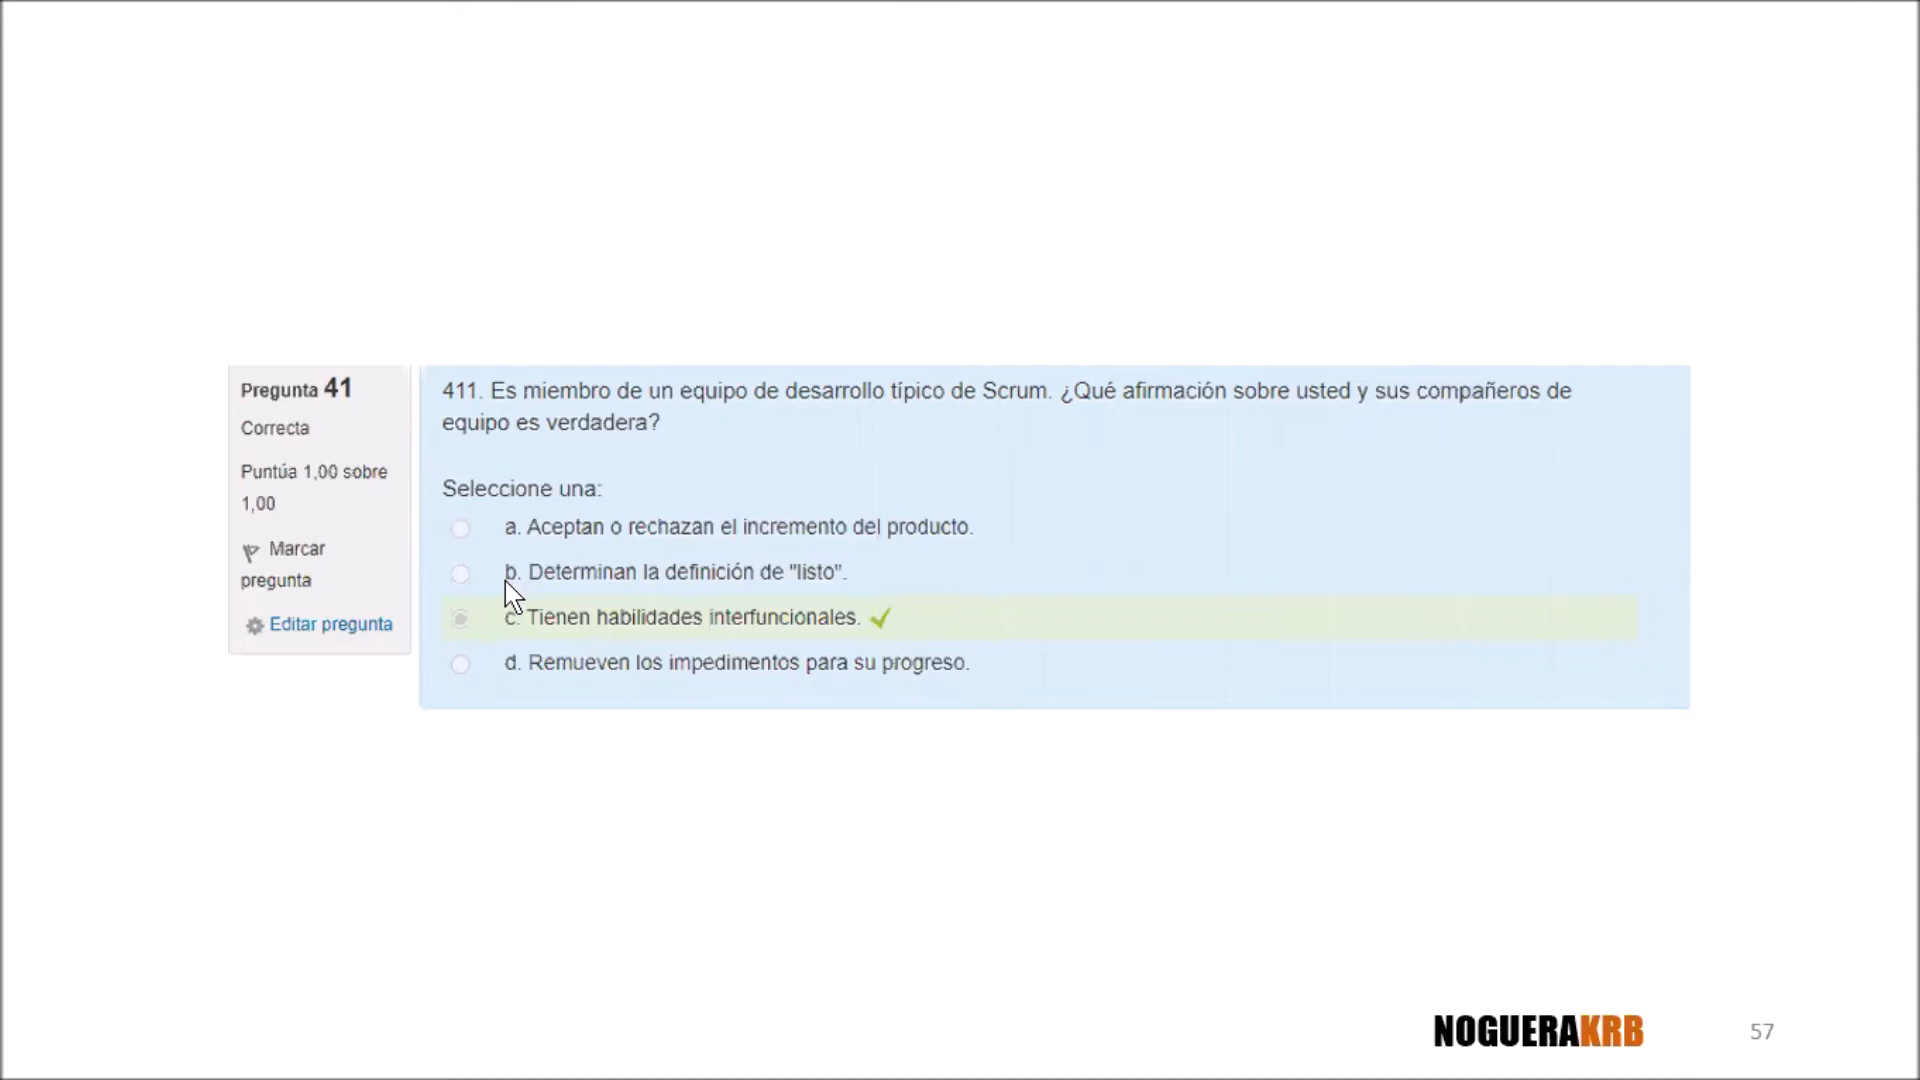 Pregunta 41
Correcta
Puntúa 1,00 sobre
1,00
Marcar
pregunta
Editar pregunta
411. Es miembro de un equipo de desarrollo típico de Scrum. ¿Qué afirmación sobre usted y sus compañeros de
equipo es verdadera?
Seleccione una:
a. Aceptan o rechazan el incremento del producto.
b. Determinan la definición de "listo".
c. Tienen habilidades interfuncionales.
d. Remueven los impedimentos para su progreso.
NOGUERAKRB
57